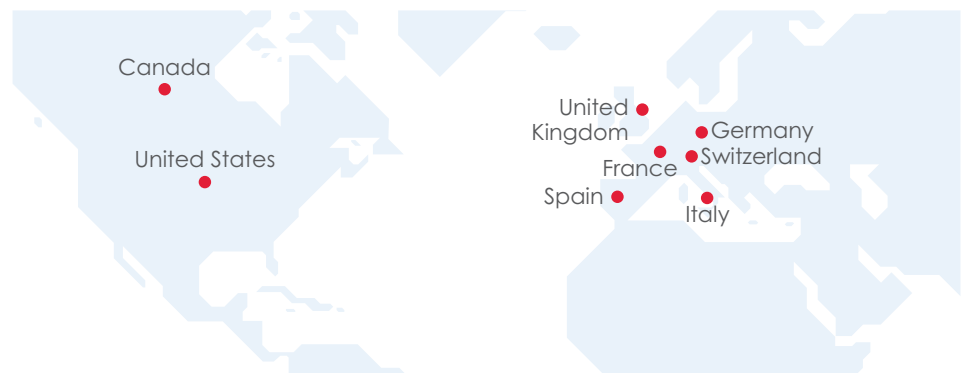 Canada
United States
United
Kingdom
Germany
Switzerland
France
Spain
Italy